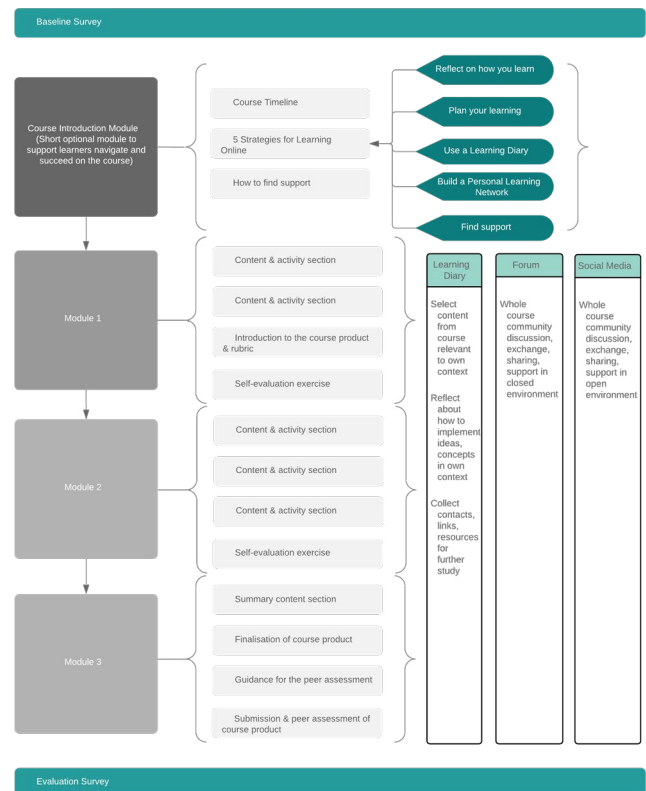 Baseline Survey
Course Introduction Module
(Short optional module to
support learners navigate and
succeed on the course)
Course Timeline
5 Strategies for Learning
Online
How to find support
Reflect on how you learn
Plan your learning
Use a Learning Diary
Build a Personal Learning
Network
Find support
Module 1
Content & activity section
Content & activity section
Introduction to the course product
& rubric
Self-evaluation exercise
Module 2
Content & activity section
Content & activity section
Content & activity section
Self-evaluation exercise
Module 3
Summary content section
Finalisation of course product
Guidance for the peer assessment
Submission & peer assessment of
course product
Learning
Diary
Select
content
from
course
relevant
to own
context
Reflect
about
how to
implement
ideas,
concepts
in own
context
Collect
contacts,
links,
resources
for
further
study
Forum
Whole
course
community
discussion,
exchange,
sharing,
support in
closed
environment
Social Media
Whole
course
community
discussion,
exchange,
sharing,
support in
open
environment
Evaluation Survey